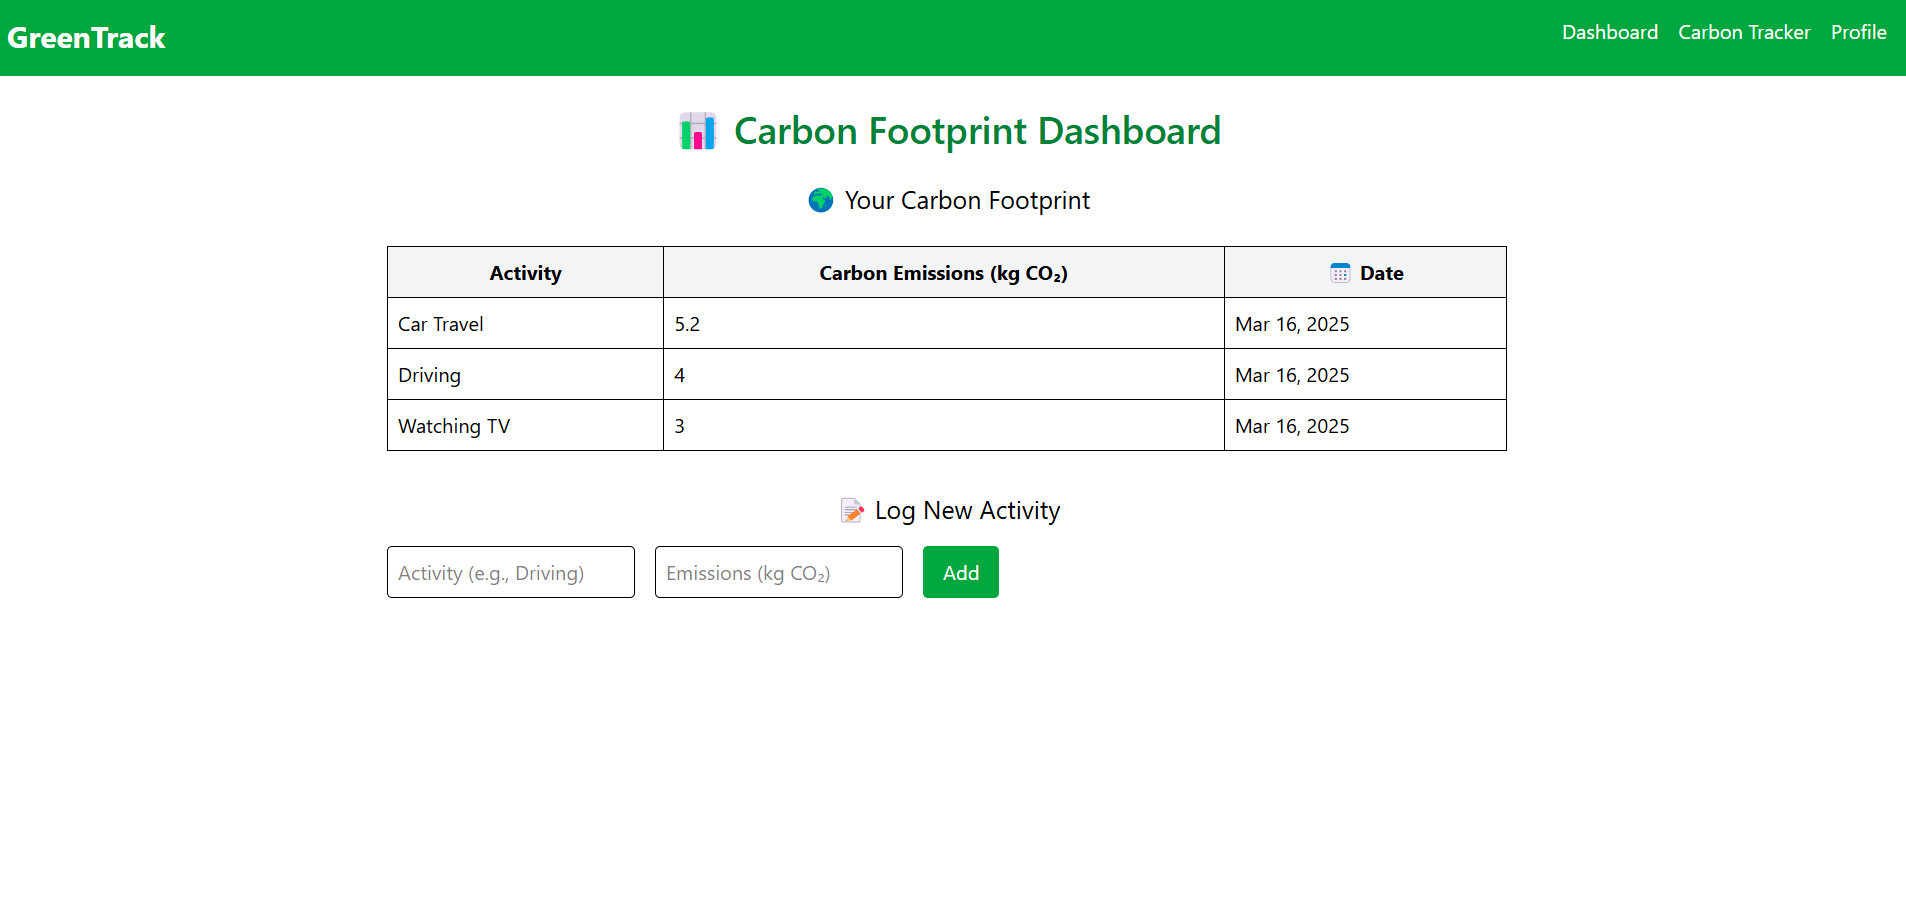 GreenTrack
Dashboard Carbon Tracker Profile
Carbon Footprint Dashboard
Your Carbon Footprint
Activity Carbon Emissions (kg CO₂) Date
Car Travel 5.2 Mar 16, 2025
Driving 4 Mar 16, 2025
Watching TV 3 Mar 16, 2025
Log New Activity
Activity (e.g., Driving) Emissions (kg CO₂) Add